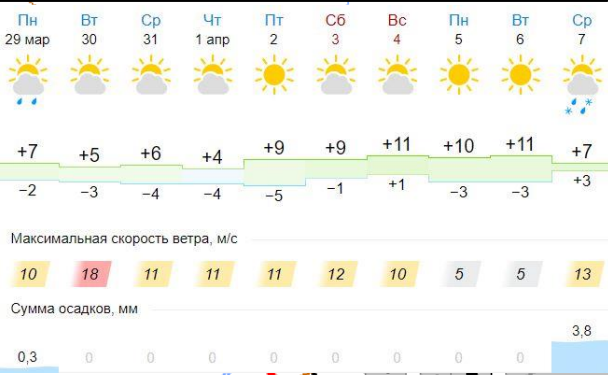 Пн Вт Ср Чт Пт Сб Вс Пн Вт Ср
29 мар 30 31 1 апр 2 3 4 5 6 7
+7 +5 +6 +4 +9 +9 +11 +10 +11 +7
−2 −3 −4 −4 −5 −1 +1 −3 −3 +3
Максимальная скорость ветра, м/с
10 18 11 11 11 12 10 5 5 13
Сумма осадков, мм
0,3 0 0 0 0 0 0 0 0 3,8